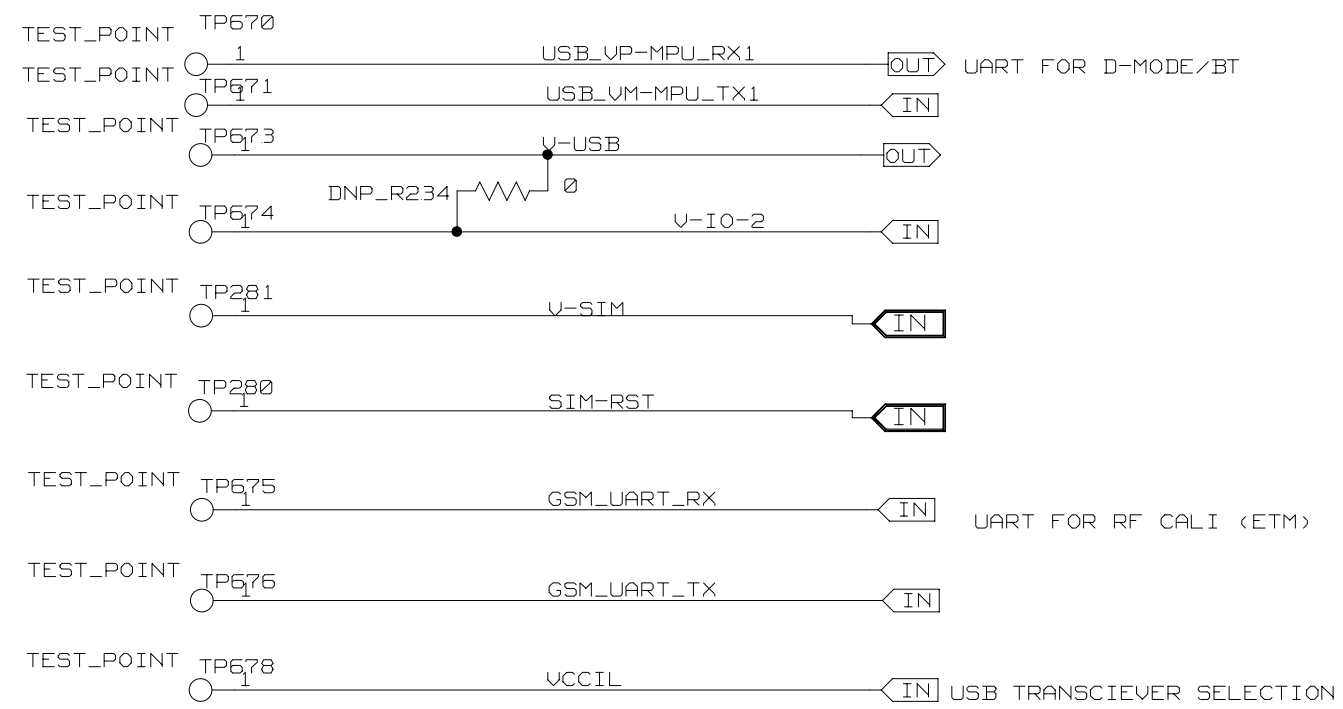 TP670
TEST_POINT 1 USB_VP-MPU_RX1 OUT UART FOR D-MODE/BT
TEST_POINT TP671
1 USB_VM-MPU_TX1 IN
TEST_POINT TP673
1 V-USB OUT
DNP_R234 0
TEST_POINT TP674
1 V-IO-2 IN
TEST_POINT TP281
1 V-SIM IN
TEST_POINT TP280
1 SIM-RST IN
TEST_POINT TP675
1 GSM_UART_RX IN UART FOR RF CALI (ETM)
TEST_POINT TP676
1 GSM_UART_TX IN
TEST_POINT TP678
1 VCCIL IN USB TRANSCIEVER SELECTION